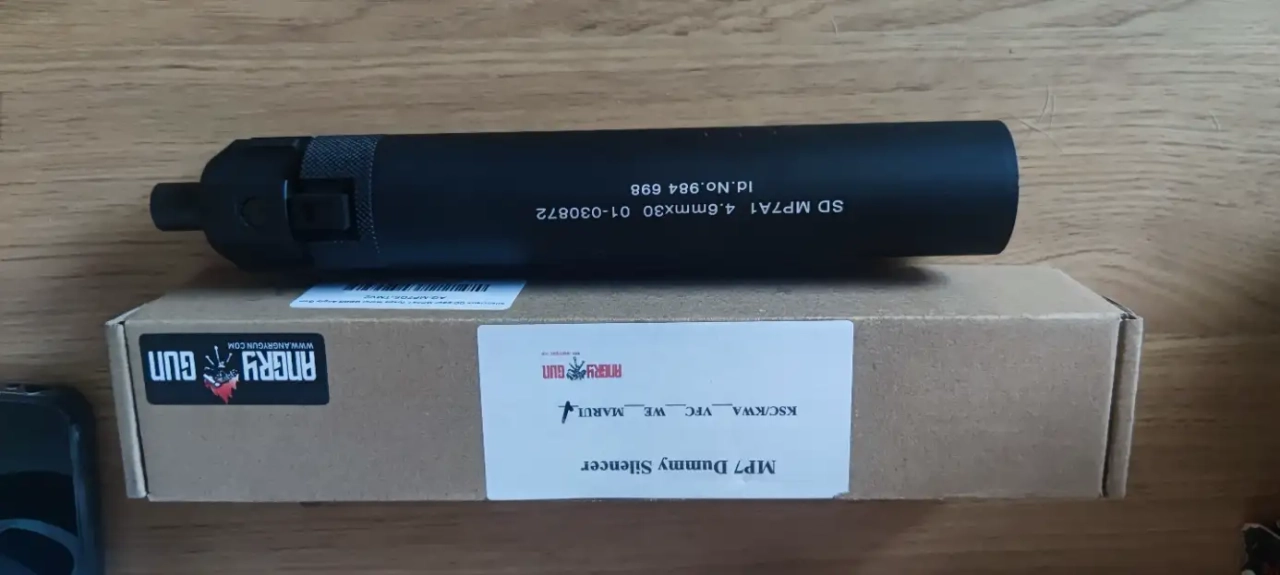 SD MP7A1 4.6mmx30 01-030872
Id.No.984 698
MP7 Dummy Silencer
KSC/KWA__VFC__WE__MARUI
ANGRY GUN
ANGRY GUN
WWW.ANGRYGUN.COM